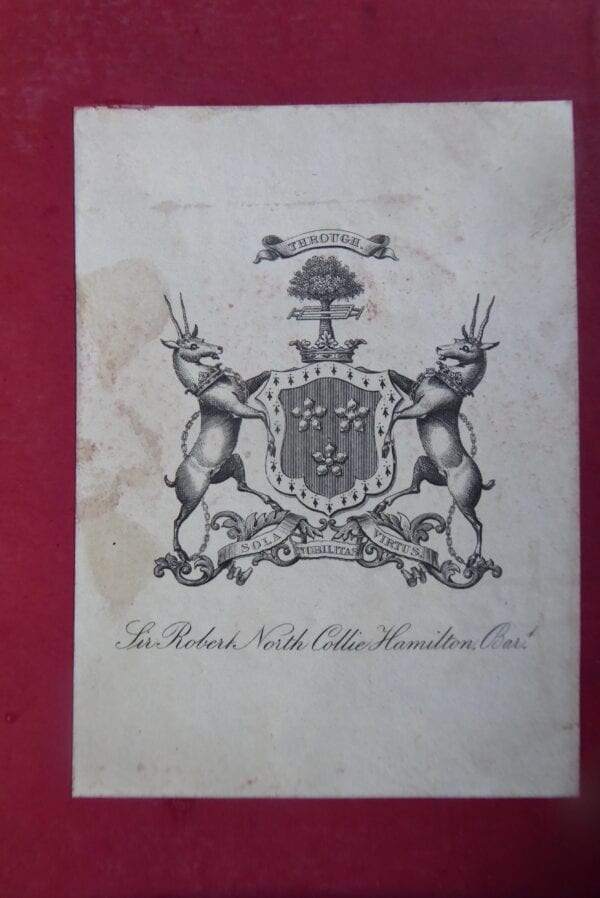 THROUGH.
SOLA NOBILITAS VIRTUS.
Sir Robert North Collie Hamilton, Bar.t